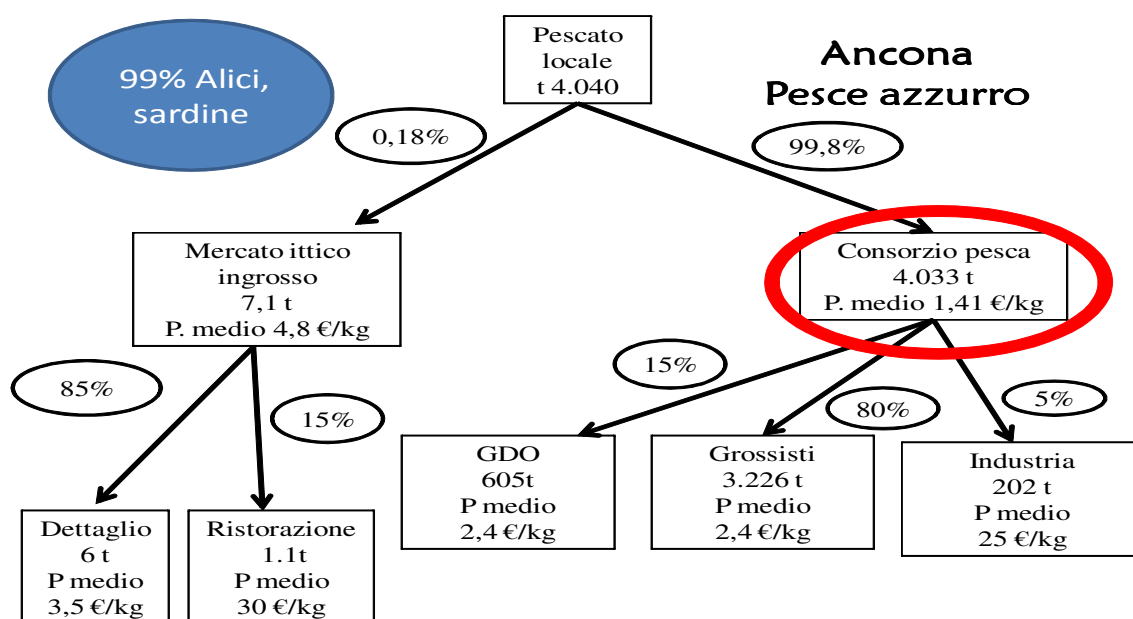 Pescato
locale
t 4.040
99% Alici,
sardine
Ancona
Pesce azzurro
0,18%
99,8%
Mercato ittico
ingrosso
7,1 t
P. medio 4,8 €/kg
Consorzio pesca
4.033 t
P. medio 1,41 €/kg
85%
15%
15%
80%
5%
Dettaglio
6 t
P medio
3,5 €/kg
Ristorazione
1.1t
P medio
30 €/kg
GDO
605t
P medio
2,4 €/kg
Grossisti
3.226 t
P medio
2,4 €/kg
Industria
202 t
P medio
25 €/kg